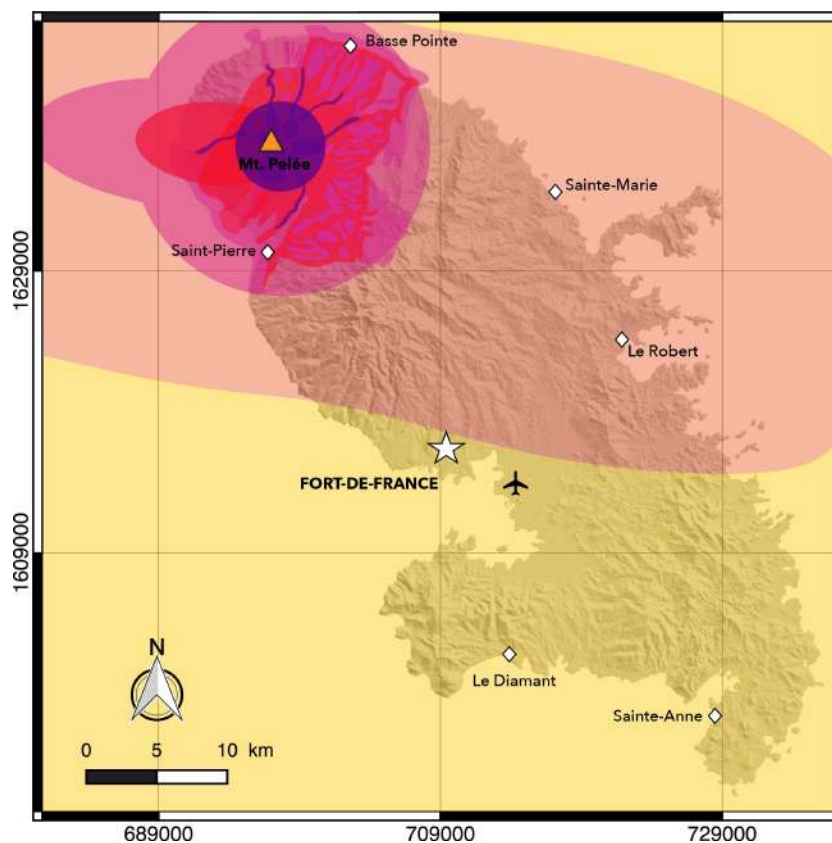 Basse Pointe
Mt. Pelée
Sainte-Marie
Saint-Pierre
1629000
Le Robert
FORT-DE-FRANCE
1609000
N
Le Diamant
Sainte-Anne
0 5 10 km
689000 709000 729000